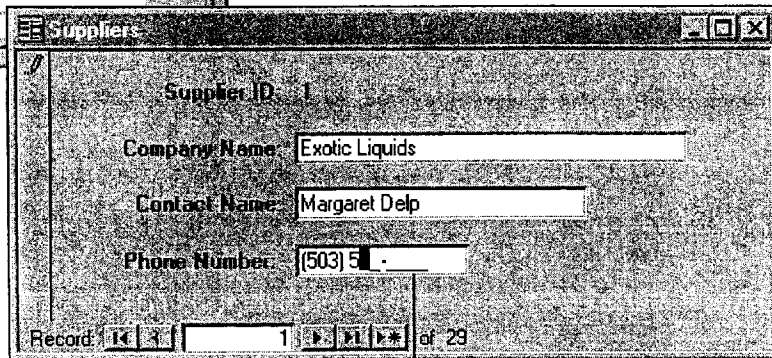 Suppliers
Supplier ID: 1
Company Name: Exotic Liquids
Contact Name: Margaret Delp
Phone Number: (503) 5__-____
Record: 1 of 29